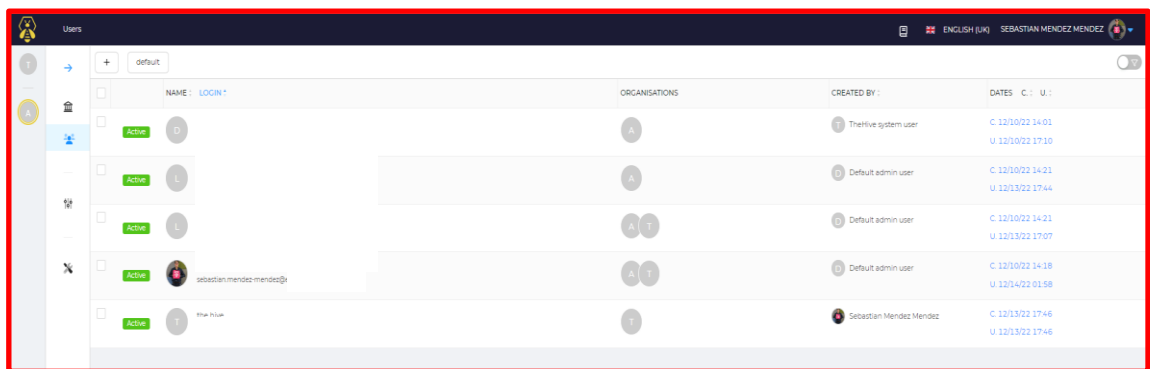 Users ENGLISH (UK) SEBASTIAN MENDEZ MENDEZ
T
+ default
NAME LOGIN ORGANISATIONS CREATED BY DATES C. U.
A
Active D A T TheHive system user C. 12/10/22 14:01
U. 12/10/22 17:10
Active L A D Default admin user C. 12/10/22 14:21
U. 12/13/22 17:44
Active L A T D Default admin user C. 12/10/22 14:21
U. 12/13/22 17:07
Active sebastian.mendez-mendez@ A T D Default admin user C. 12/10/22 14:18
U. 12/14/22 01:58
Active T the hive T Sebastian Mendez Mendez C. 12/13/22 17:46
U. 12/13/22 17:46